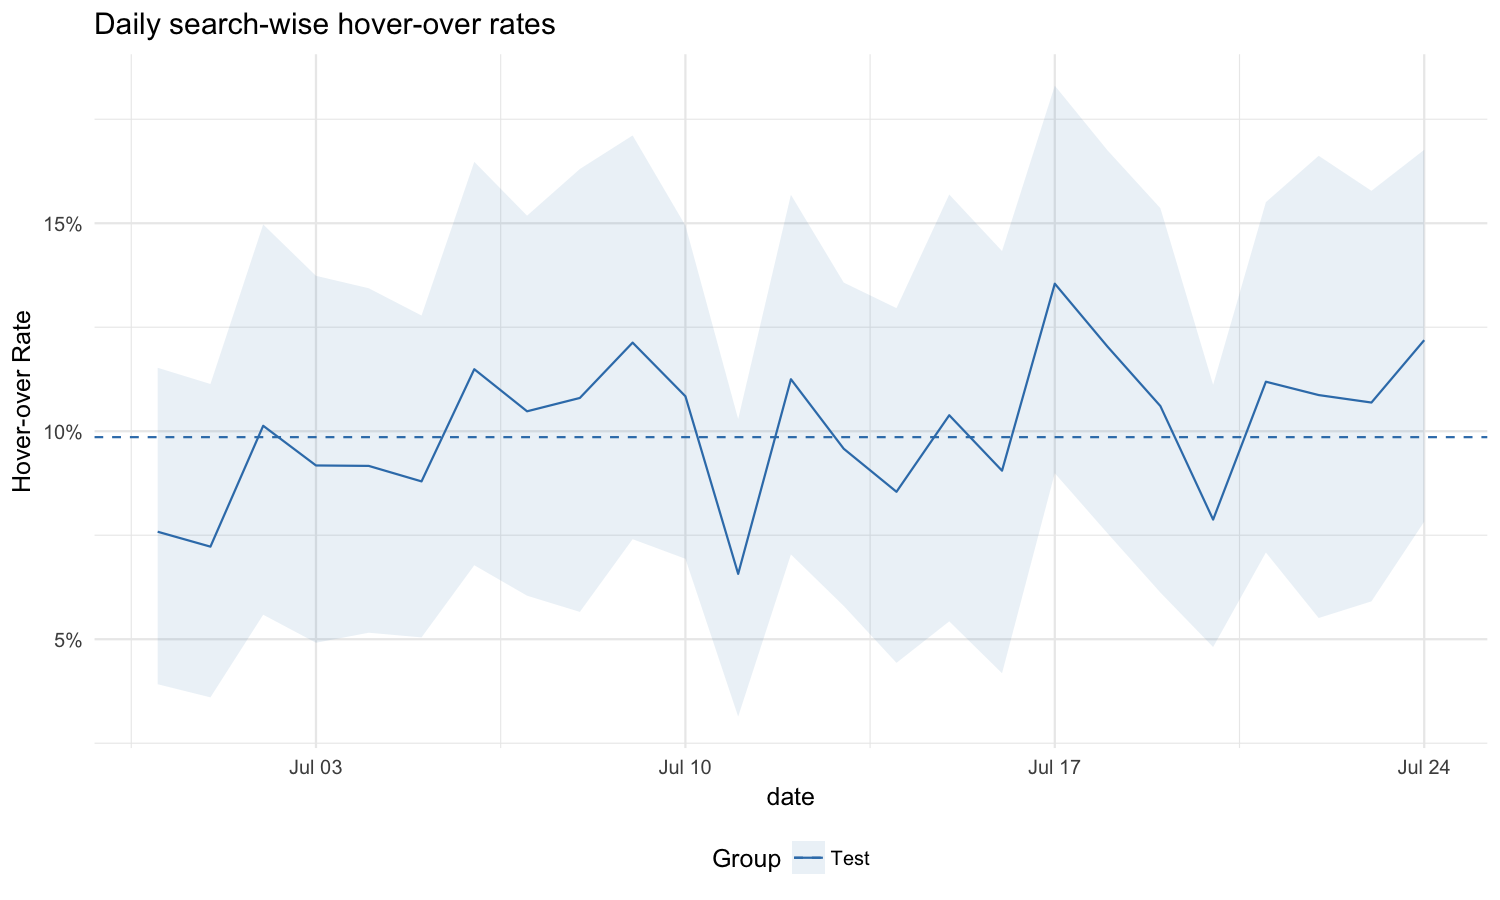 Daily search-wise hover-over rates
Hover-over Rate
15%
10%
5%
Jul 03 Jul 10 Jul 17 Jul 24
date
Group Test